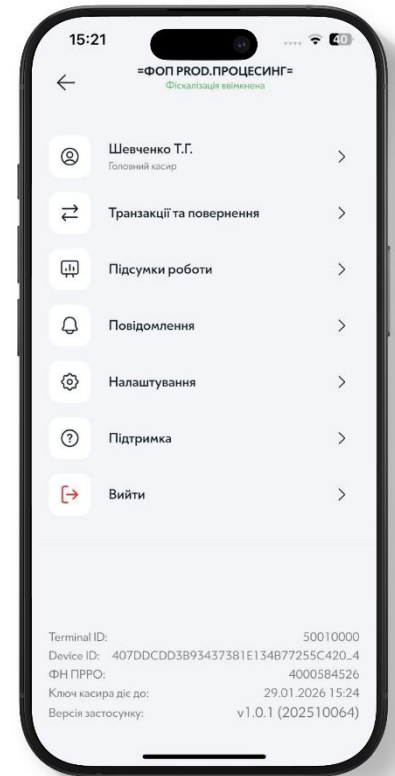 15:21
40
=ФОП PROD.ПРОЦЕСИНГ=
Фіскалізація ввімкнена
Шевченко Т.Г.
Головний касир
Транзакції та повернення
Підсумки роботи
Повідомлення
Налаштування
Підтримка
Вийти
Terminal ID: 50010000
Device ID: 407DDCDD3B93437381E134B77255C420_4
ФН ПРРО: 4000584526
Ключ касира діє до: 29.01.2026 15:24
Версія застосунку: v1.0.1 (202510064)